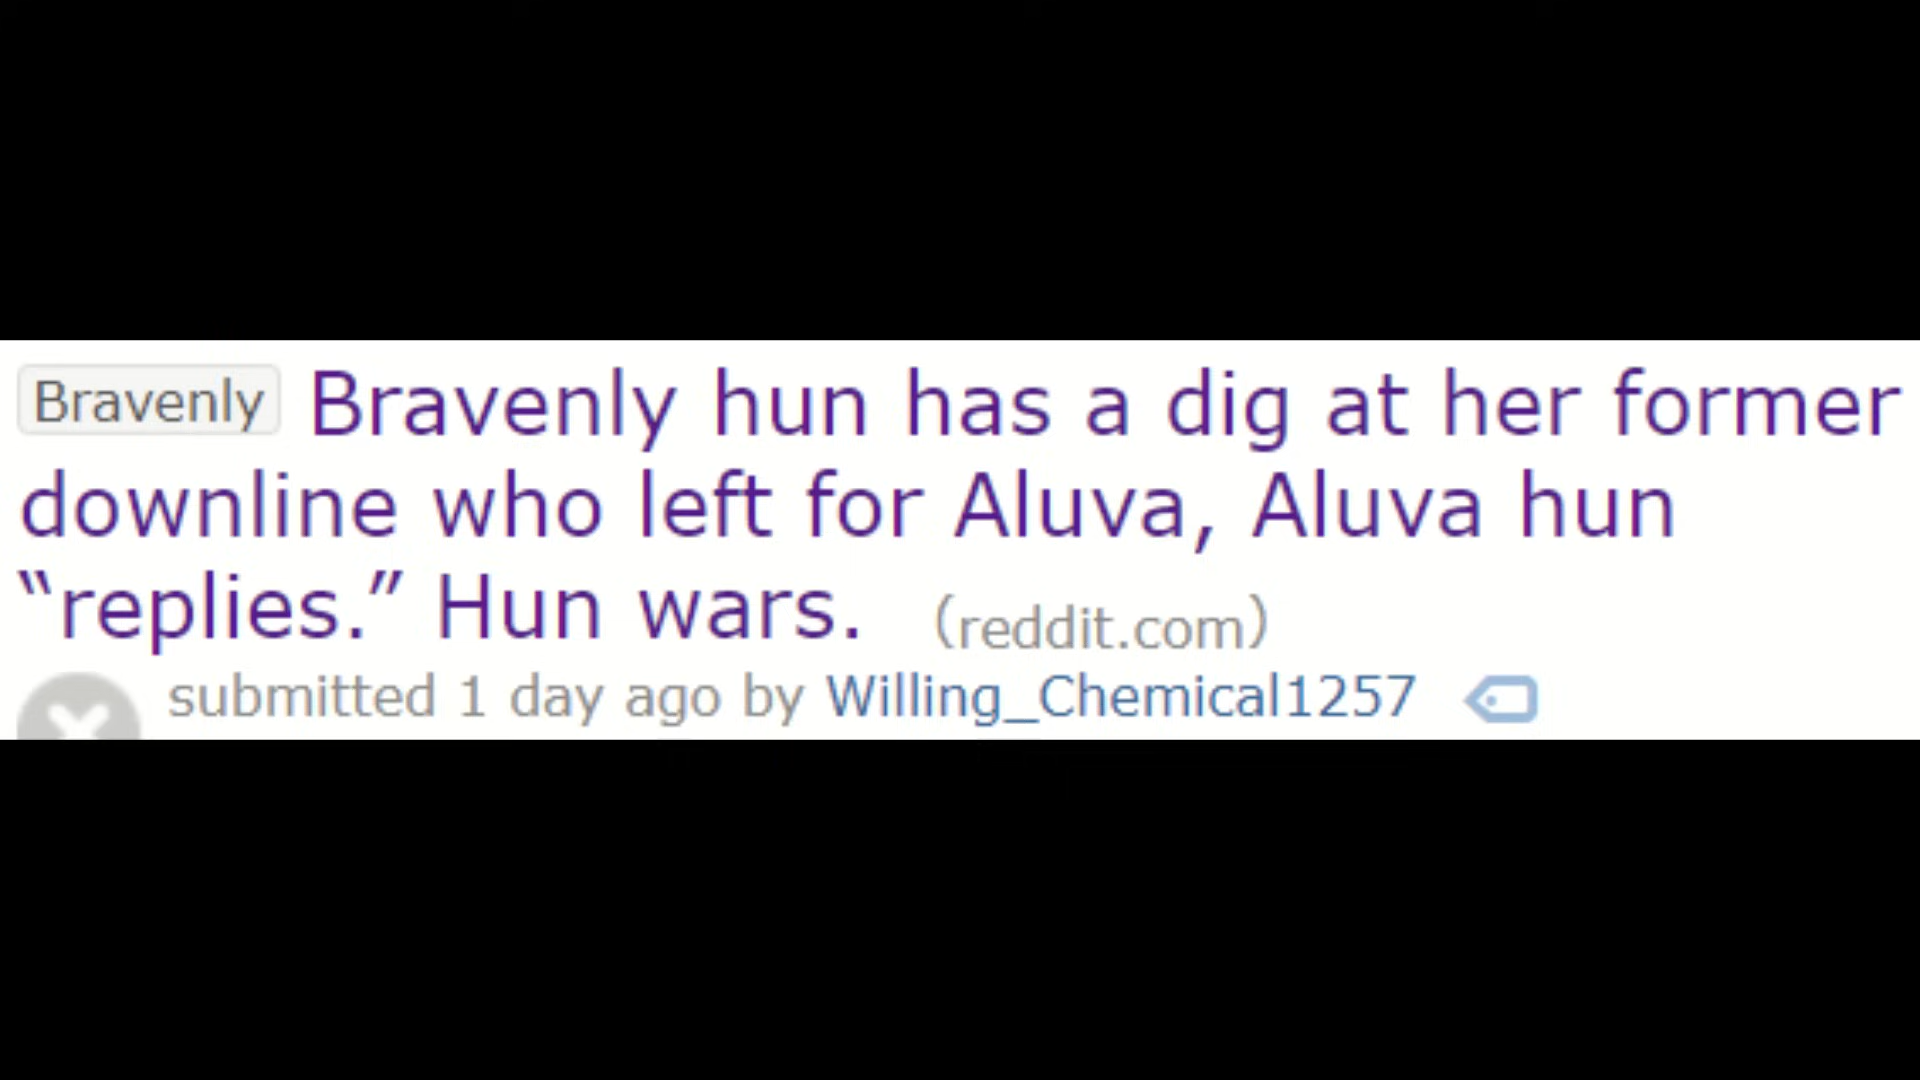 Bravenly Bravenly hun has a dig at her former
downline who left for Aluva, Aluva hun
“replies.” Hun wars. (reddit.com)
submitted 1 day ago by Willing_Chemical1257